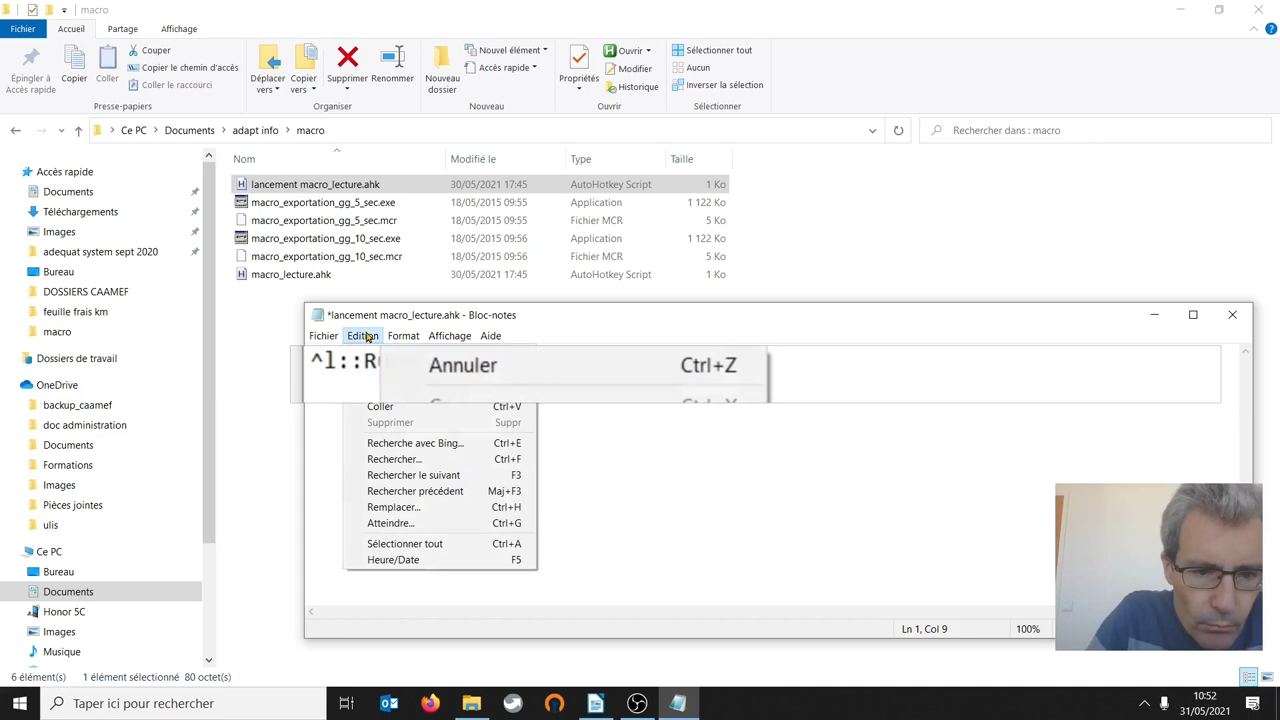 macro
Fichier Accueil Partage Affichage
Épingler à Accès rapide
Copier
Coller
Couper
Copier le chemin d'accès
Coller le raccourci
Presse-papiers
Déplacer vers
Copier vers
Supprimer
Renommer
Organiser
Nouveau dossier
Nouvel élément
Accès rapide
Nouveau
Propriétés
Ouvrir
Modifier
Historique
Ouvrir
Sélectionner tout
Aucun
Inverser la sélection
Sélectionner
Ce PC Documents adapt info macro
Rechercher dans : macro
Nom Modifié le Type Taille
lancement macro_lecture.ahk 30/05/2021 17:45 AutoHotkey Script 1 Ko
macro_exportation_gg_5_sec.exe 18/05/2015 09:55 Application 1 122 Ko
macro_exportation_gg_5_sec.mcr 18/05/2015 09:55 Fichier MCR 5 Ko
macro_exportation_gg_10_sec.exe 18/05/2015 09:56 Application 1 122 Ko
macro_exportation_gg_10_sec.mcr 18/05/2015 09:56 Fichier MCR 5 Ko
macro_lecture.ahk 30/05/2021 17:45 AutoHotkey Script 1 Ko
Accès rapide
Documents
Téléchargements
Images
adequat system sept 2020
Bureau
DOSSIERS CAAMEF
feuille frais km
macro
Dossiers de travail
OneDrive
backup_caamef
doc administration
Documents
Formations
Images
Pièces jointes
ulis
Ce PC
Bureau
Documents
Honor 5C
Images
Musique
*lancement macro_lecture.ahk - Bloc-notes
Fichier Edition Format Affichage Aide
^l::R
Annuler Ctrl+Z
Coller Ctrl+V
Supprimer Suppr
Recherche avec Bing... Ctrl+E
Rechercher... Ctrl+F
Rechercher le suivant F3
Rechercher précédent Maj+F3
Remplacer... Ctrl+H
Atteindre... Ctrl+G
Sélectionner tout Ctrl+A
Heure/Date F5
Ln 1, Col 9 100%
6 élément(s) 1 élément sélectionné 80 octet(s)
Taper ici pour rechercher
10:52
31/05/2021